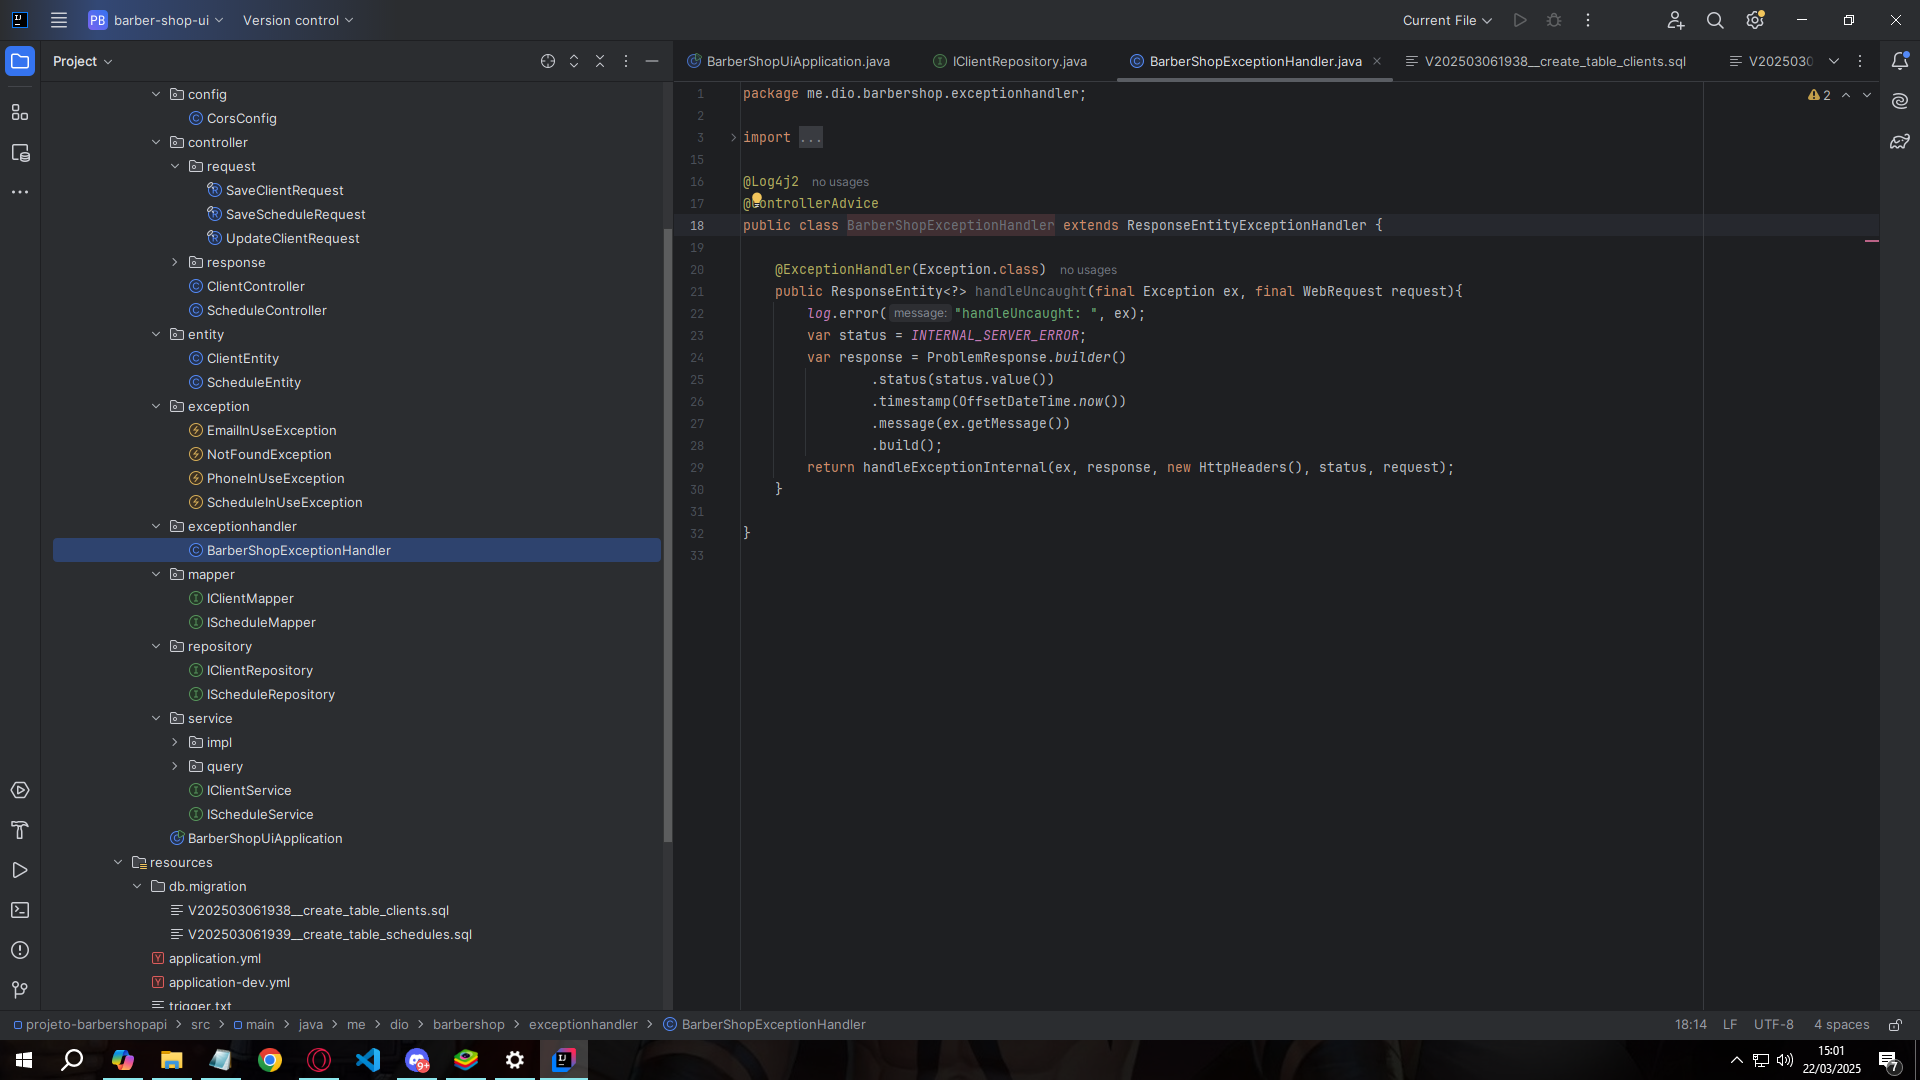 PB barber-shop-ui Version control Current File
Project
config
CorsConfig
controller
request
SaveClientRequest
SaveScheduleRequest
UpdateClientRequest
response
ClientController
ScheduleController
entity
ClientEntity
ScheduleEntity
exception
EmailInUseException
NotFoundException
PhoneInUseException
ScheduleInUseException
exceptionhandler
BarberShopExceptionHandler
mapper
IClientMapper
IScheduleMapper
repository
IClientRepository
IScheduleRepository
service
impl
query
IClientService
IScheduleService
BarberShopUiApplication
resources
db.migration
V202503061938__create_table_clients.sql
V202503061939__create_table_schedules.sql
application.yml
application-dev.yml
trigger.txt
BarberShopUiApplication.java IClientRepository.java BarberShopExceptionHandler.java V202503061938__create_table_clients.sql V2025030
1 package me.dio.barbershop.exceptionhandler; 2
2
3 import ...
15
16 @Log4j2 no usages
17 @ControllerAdvice
18 public class BarberShopExceptionHandler extends ResponseEntityExceptionHandler {
19
20 @ExceptionHandler(Exception.class) no usages
21 public ResponseEntity<?> handleUncaught(final Exception ex, final WebRequest request){
22 log.error( message: "handleUncaught: ", ex);
23 var status = INTERNAL_SERVER_ERROR;
24 var response = ProblemResponse.builder()
25 .status(status.value())
26 .timestamp(OffsetDateTime.now())
27 .message(ex.getMessage())
28 .build();
29 return handleExceptionInternal(ex, response, new HttpHeaders(), status, request);
30 }
31
32 }
33
projeto-barbershopapi > src > main > java > me > dio > barbershop > exceptionhandler > BarberShopExceptionHandler 18:14 LF UTF-8 4 spaces
15:01
22/03/2025
9+
7